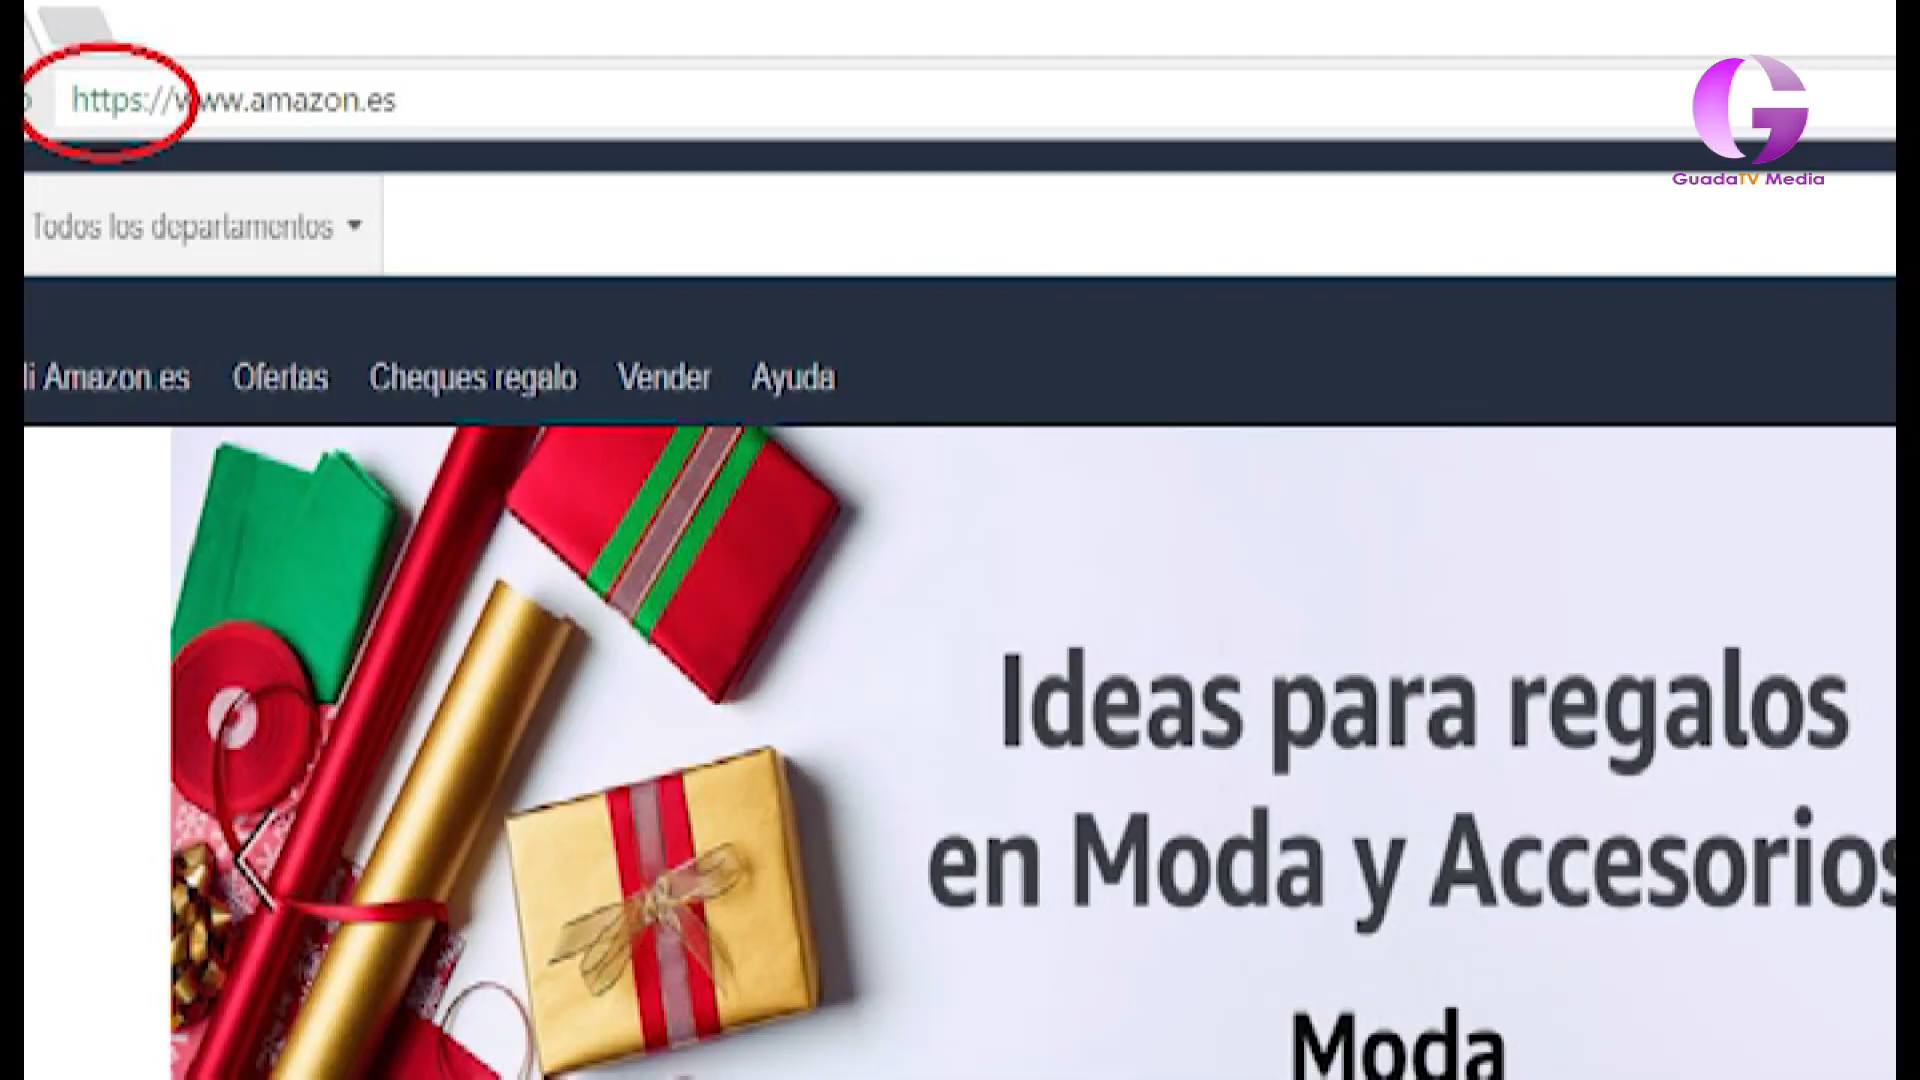 https://www.amazon.es
GuadaTV Media
Todos los departamentos
Amazon.es Ofertas Cheques regalo Vender Ayuda
Ideas para regalos
en Moda y Accesorios
Moda